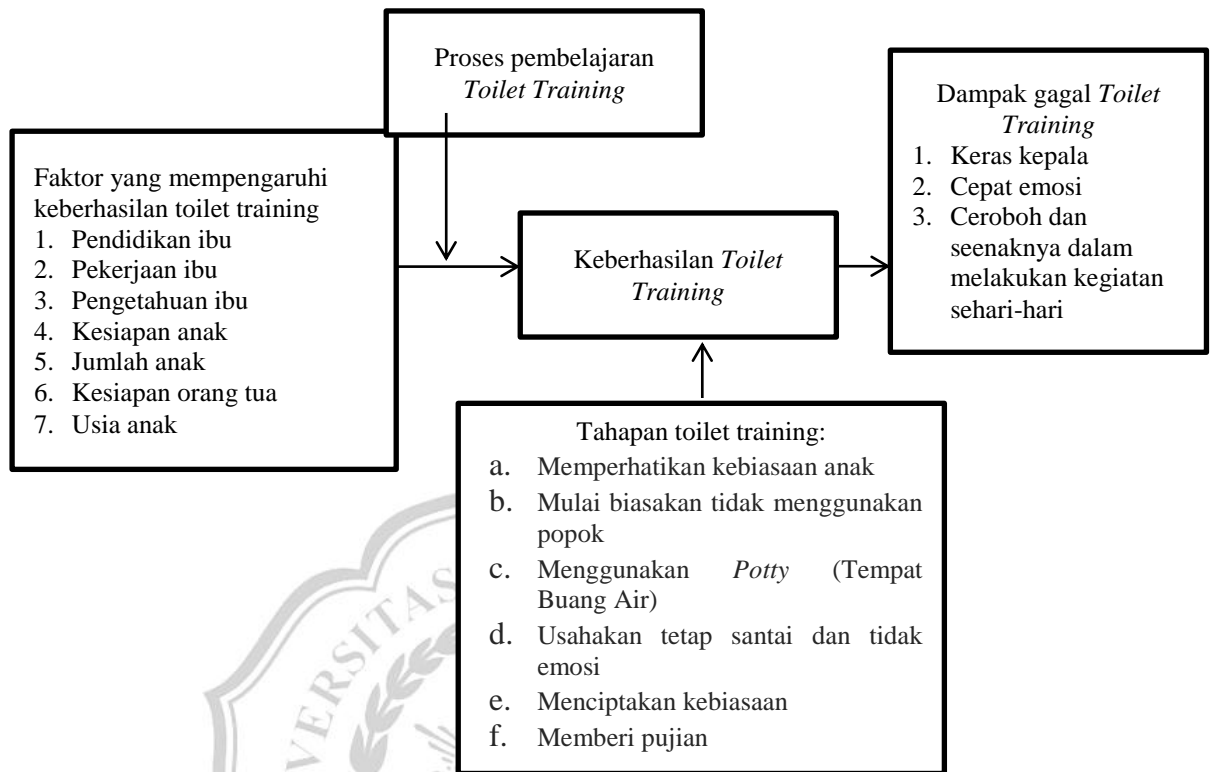 Proses pembelajaran
Toilet Training
Dampak gagal Toilet
Training
1. Keras kepala
2. Cepat emosi
3. Ceroboh dan
seenaknya dalam
melakukan kegiatan
sehari-hari
Faktor yang mempengaruhi
keberhasilan toilet training
1. Pendidikan ibu
2. Pekerjaan ibu
3. Pengetahuan ibu
4. Kesiapan anak
5. Jumlah anak
6. Kesiapan orang tua
7. Usia anak
Keberhasilan Toilet
Training
Tahapan toilet training:
a. Memperhatikan kebiasaan anak
b. Mulai biasakan tidak menggunakan
popok
c. Menggunakan Potty (Tempat
Buang Air)
d. Usahakan tetap santai dan tidak
emosi
e. Menciptakan kebiasaan
f. Memberi pujian
VERSITAS